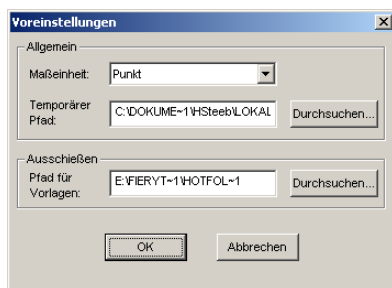 Voreinstellungen
Allgemein
Maßeinheit: Punkt
Temporärer Pfad: C:\DOKUME~1\HSteeb\LOKAL Durchsuchen...
Ausschießen
Pfad für Vorlagen: E:\FIERYT~1\HOTFOL~1 Durchsuchen...
OK Abbrechen